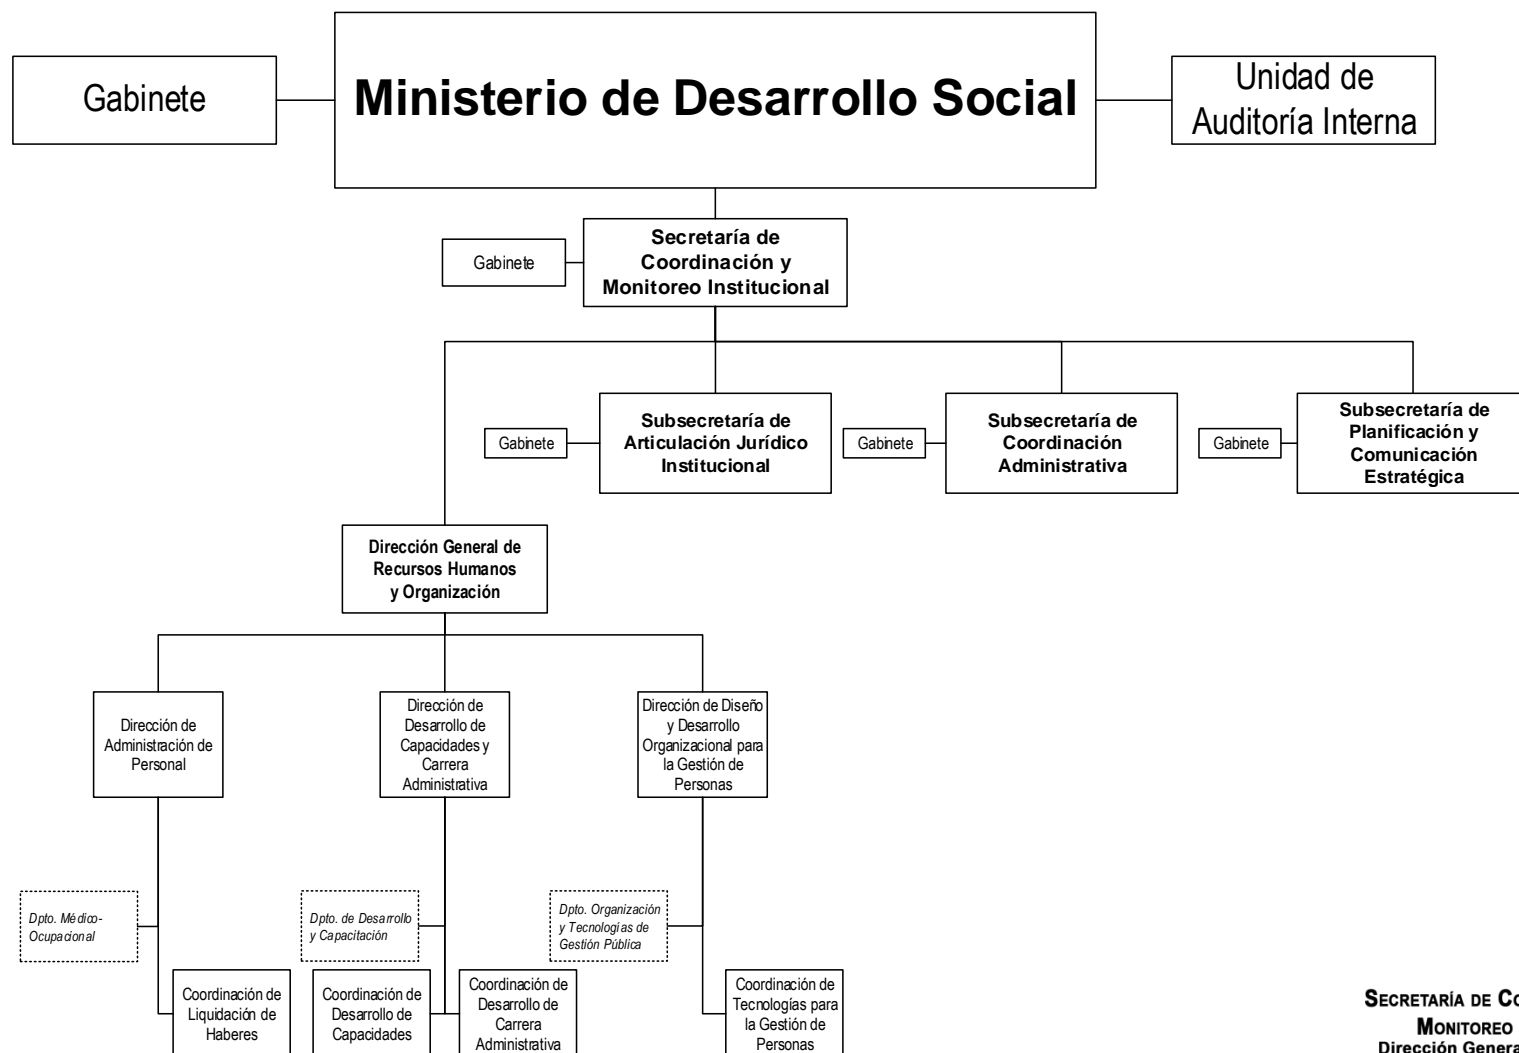 Gabinete
Ministerio de Desarrollo Social
Unidad de
Auditoría Interna
Gabinete
Secretaría de
Coordinación y
Monitoreo Institucional
Gabinete
Subsecretaría de
Articulación Jurídico
Institucional
Gabinete
Subsecretaría de
Coordinación
Administrativa
Gabinete
Subsecretaría de
Planificación y
Comunicación
Estratégica
Dirección General de
Recursos Humanos
y Organización
Dirección de
Administración de
Personal
Dirección de
Desarrollo de
Capacidades y
Carrera
Administrativa
Dirección de Diseño
y Desarrollo
Organizacional para
la Gestión de
Personas
Dpto. Médico-
Ocupacional
Dpto. de Desarrollo
y Capacitación
Dpto. Organización
y Tecnologías de
Gestión Pública
Coordinación de
Liquidación de
Haberes
Coordinación de
Desarrollo de
Capacidades
Coordinación de
Desarrollo de
Carrera
Administrativa
Coordinación de
Tecnologías para
la Gestión de
Personas
SECRETARÍA DE
MONITOREO
Dirección